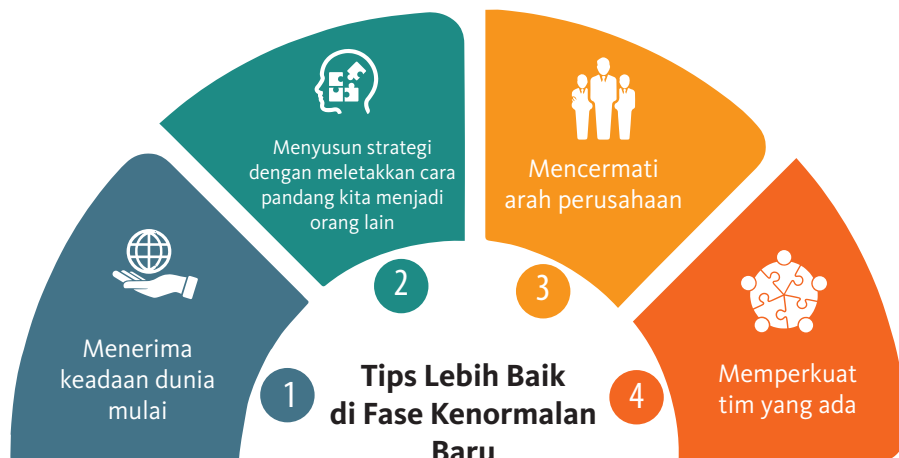 Menerima
keadaan dunia
mulai
1
Menyusun strategi
dengan meletakkan cara
pandang kita menjadi
orang lain
2
Mencermati
arah perusahaan
3
Memperkuat
tim yang ada
4
Tips Lebih Baik
di Fase Kenormalan
Baru